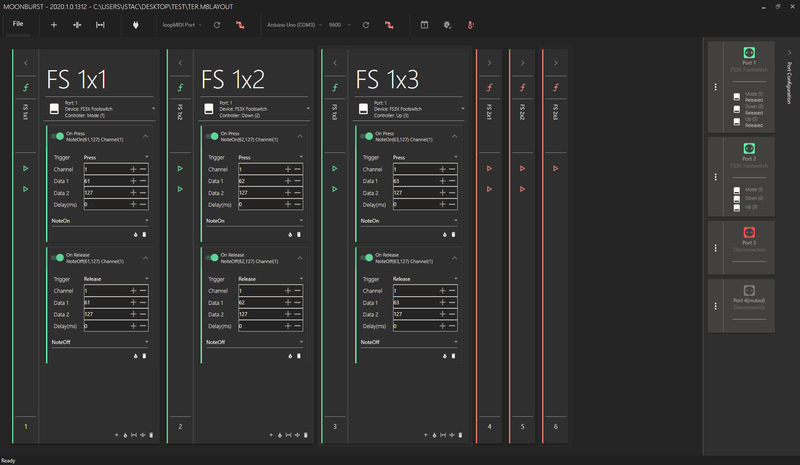 MOONBURST - 2020.1.0.1312 - C:\USERS\STAC\DESKTOP\TEST\TER.MBLAYOUT
File
loopMIDI Port
Arduino Uno (COM3)
9600
FS 1x1
FS 1x1
Port: 1
Device: FS3X Footswitch
Controller: Mode (1)
On Press
NoteOn(61,127) Channel(1)
Trigger Press
Channel 1
Data 1 61
Data 2 127
Delay(ms) 0
NoteOn
On Release
NoteOff(61,127) Channel(1)
Trigger Release
Channel 1
Data 1 61
Data 2 127
Delay(ms) 0
NoteOff
1
FS 1x2
FS 1x2
Port: 1
Device: FS3X Footswitch
Controller: Down (2)
On Press
NoteOn(62,127) Channel(1)
Trigger Press
Channel 1
Data 1 62
Data 2 127
Delay(ms) 0
NoteOn
On Release
NoteOff(62,127) Channel(1)
Trigger Release
Channel 1
Data 1 62
Data 2 127
Delay(ms) 0
NoteOff
2
FS 1x3
FS 1x3
Port: 1
Device: FS3X Footswitch
Controller: Up (3)
On Press
NoteOn(63,127) Channel(1)
Trigger Press
Channel 1
Data 1 63
Data 2 127
Delay(ms) 0
NoteOn
On Release
NoteOff(63,127) Channel(1)
Trigger Release
Channel 1
Data 1 63
Data 2 127
Delay(ms) 0
NoteOff
3
FS 2x1
4
FS 2x2
5
FS 2x3
6
Port 1
FS3X Footswitch
Mode (1)
Released
Down (2)
Released
Up (3)
Released
Port 2
FS3X Footswitch
Mode (1)
Down (2)
Up (3)
Port 3
Disconnected
Port 4(muted)
Disconnected
Port Configuration
Ready